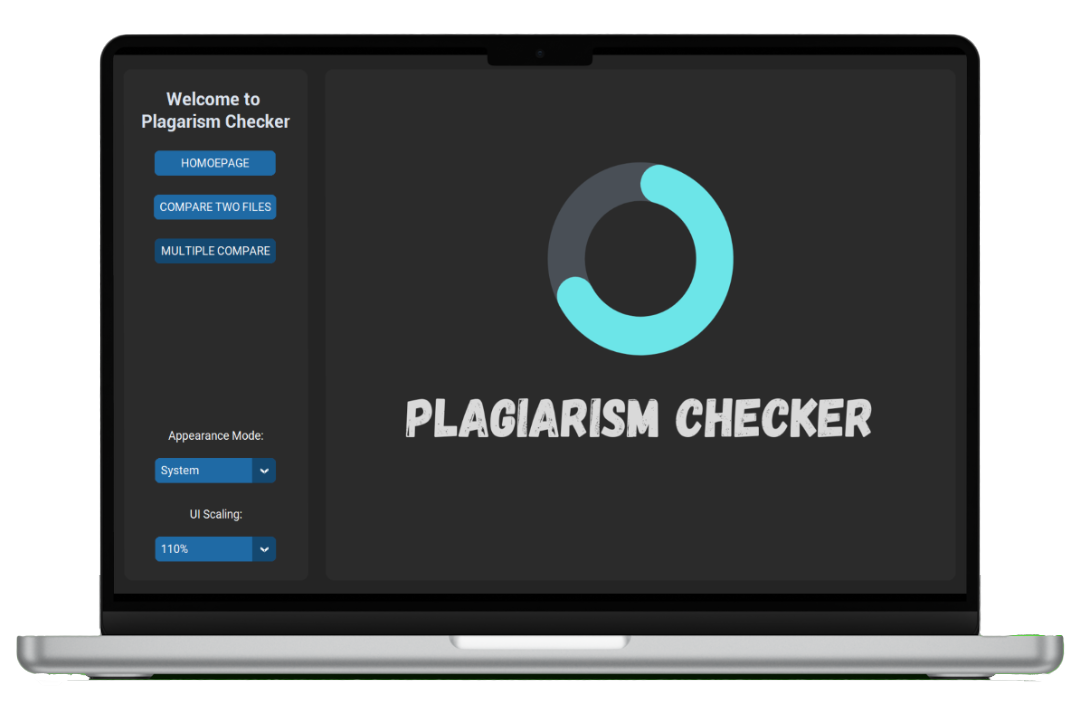 Welcome to
Plagarism Checker
HOMOEPAGE
COMPARE TWO FILES
MULTIPLE COMPARE
Appearance Mode:
System
UI Scaling:
110%
PLAGIARISM CHECKER